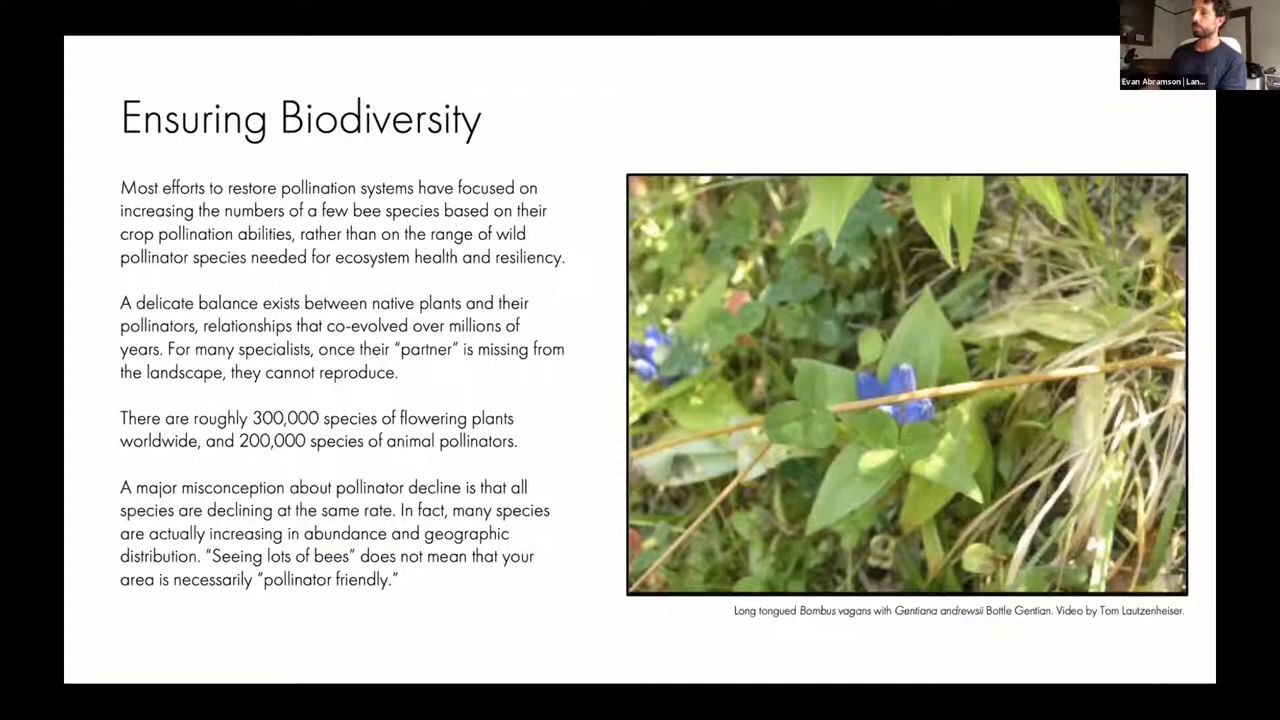 Evan Abramson | Lan...
Ensuring Biodiversity
Most efforts to restore pollination systems have focused on
increasing the numbers of a few bee species based on their
crop pollination abilities, rather than on the range of wild
pollinator species needed for ecosystem health and resiliency.
A delicate balance exists between native plants and their
pollinators, relationships that co-evolved over millions of
years. For many specialists, once their “partner” is missing from
the landscape, they cannot reproduce.
There are roughly 300,000 species of flowering plants
worldwide, and 200,000 species of animal pollinators.
A major misconception about pollinator decline is that all
species are declining at the same rate. In fact, many species
are actually increasing in abundance and geographic
distribution. “Seeing lots of bees” does not mean that your
area is necessarily “pollinator friendly.”
Long tongued Bombus vagans with Gentiana andrewsii Bottle Gentian. Video by Tom Lautzenheiser.